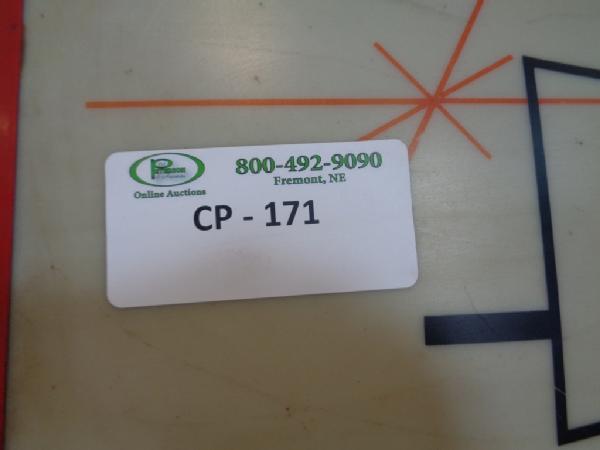 800-492-9090
Fremont, NE
Online Auctions
CP - 171